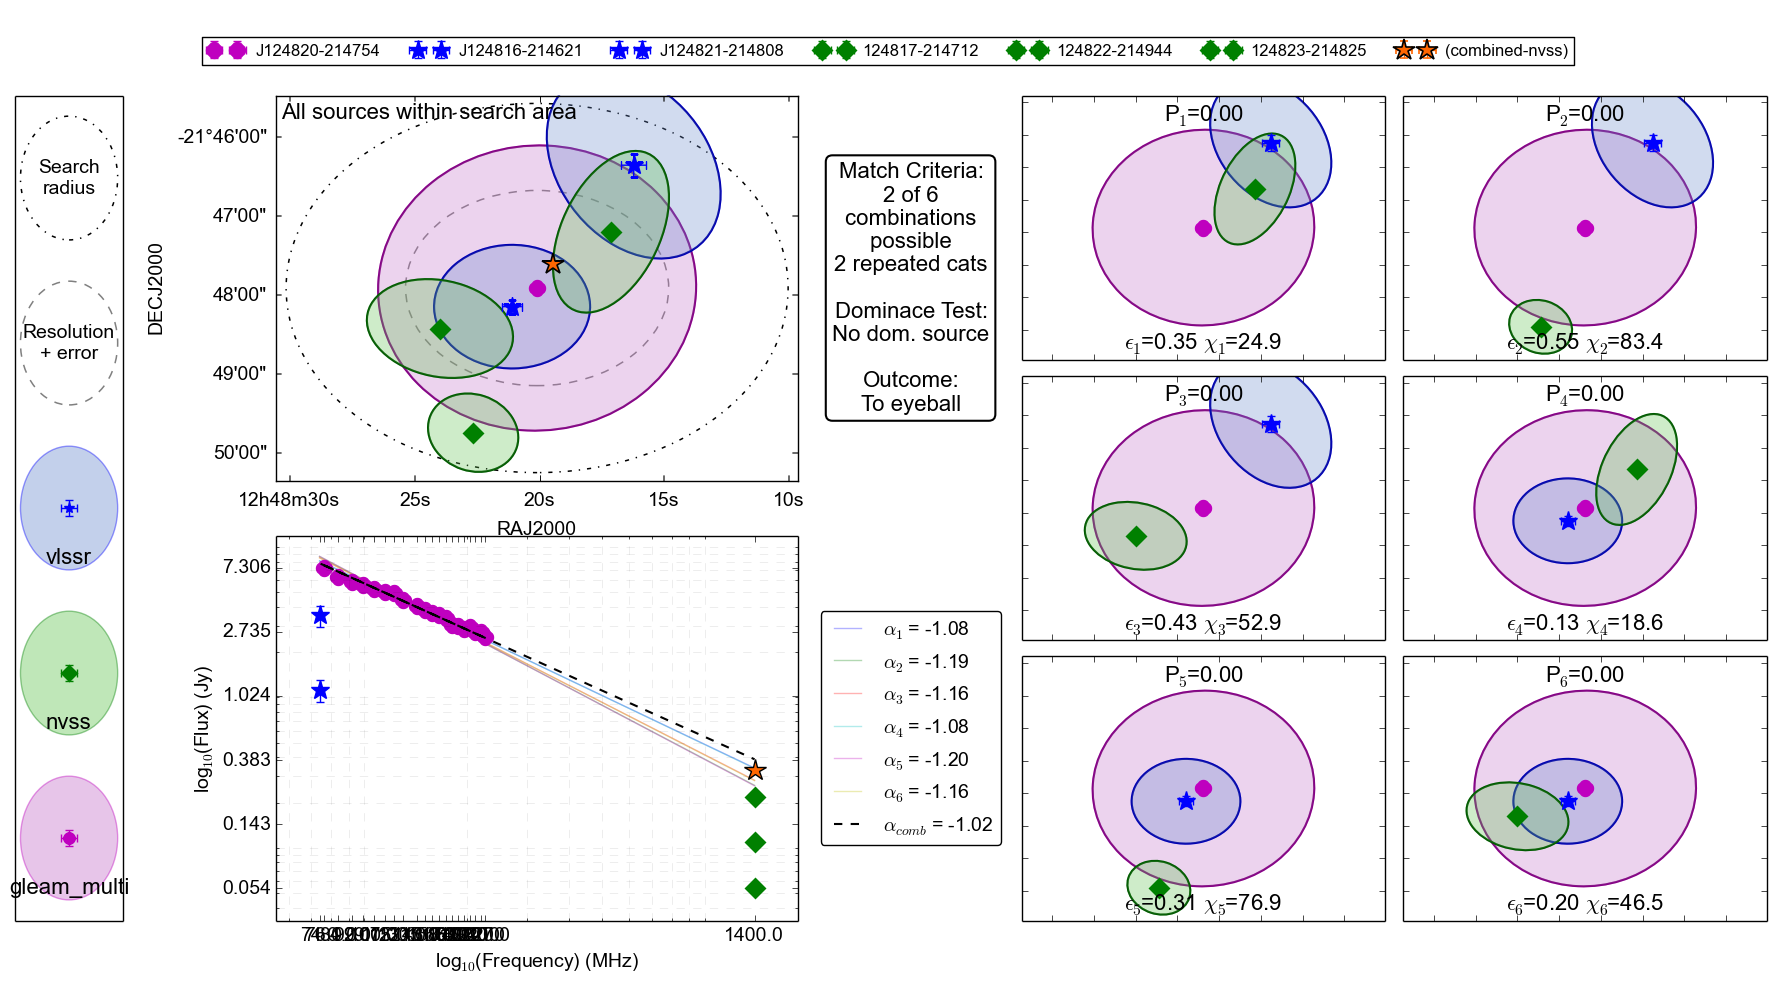 J124820-214754 J124816-214621 J124821-214808 124817-214712 124822-214944 124823-214825 (combined-nvss)
Search
radius
Resolution
+ error
vlssr
nvss
gleam_multi
All sources within search area
DECJ2000
-21°46'00"
47'00"
48'00"
49'00"
50'00"
12h48m30s 25s 20s 15s 10s
RAJ2000
Match Criteria:
2 of 6
combinations
possible
2 repeated cats
Dominace Test:
No dom. source
Outcome:
To eyeball
log10(Flux) (Jy)
7.306
2.735
1.024
0.383
0.143
0.054
1400.0
log10(Frequency) (MHz)
α1 = -1.08
α2 = -1.19
α3 = -1.16
α4 = -1.08
α5 = -1.20
α6 = -1.16
αcomb = -1.02
P1=0.00
ϵ1=0.35 χ1=24.9
P2=0.00
ϵ2=0.55 χ2=83.4
P3=0.00
ϵ3=0.43 χ3=52.9
P4=0.00
ϵ4=0.13 χ4=18.6
P5=0.00
ϵ5=0.31 χ5=76.9
P6=0.00
ϵ6=0.20 χ6=46.5